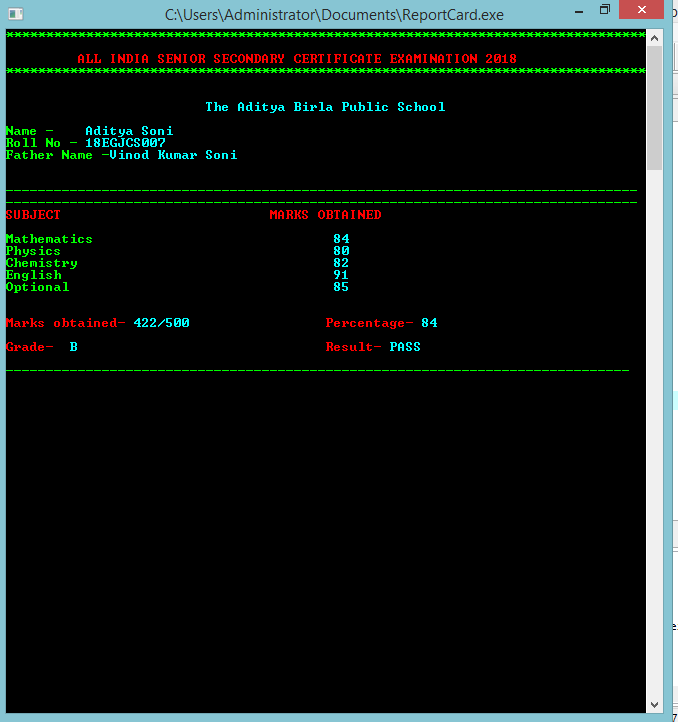 C:\Users\Administrator\Documents\ReportCard.exe
********************************************************************************
ALL INDIA SENIOR SECONDARY CERTIFICATE EXAMINATION 2018
********************************************************************************
The Aditya Birla Public School
Name - Aditya Soni
Roll No - 18EGJCS007
Father Name -Vinod Kumar Soni
SUBJECT MARKS OBTAINED
Mathematics 84
Physics 80
Chemistry 82
English 91
Optional 85
Marks obtained- 422/500 Percentage- 84
Grade- B Result- PASS